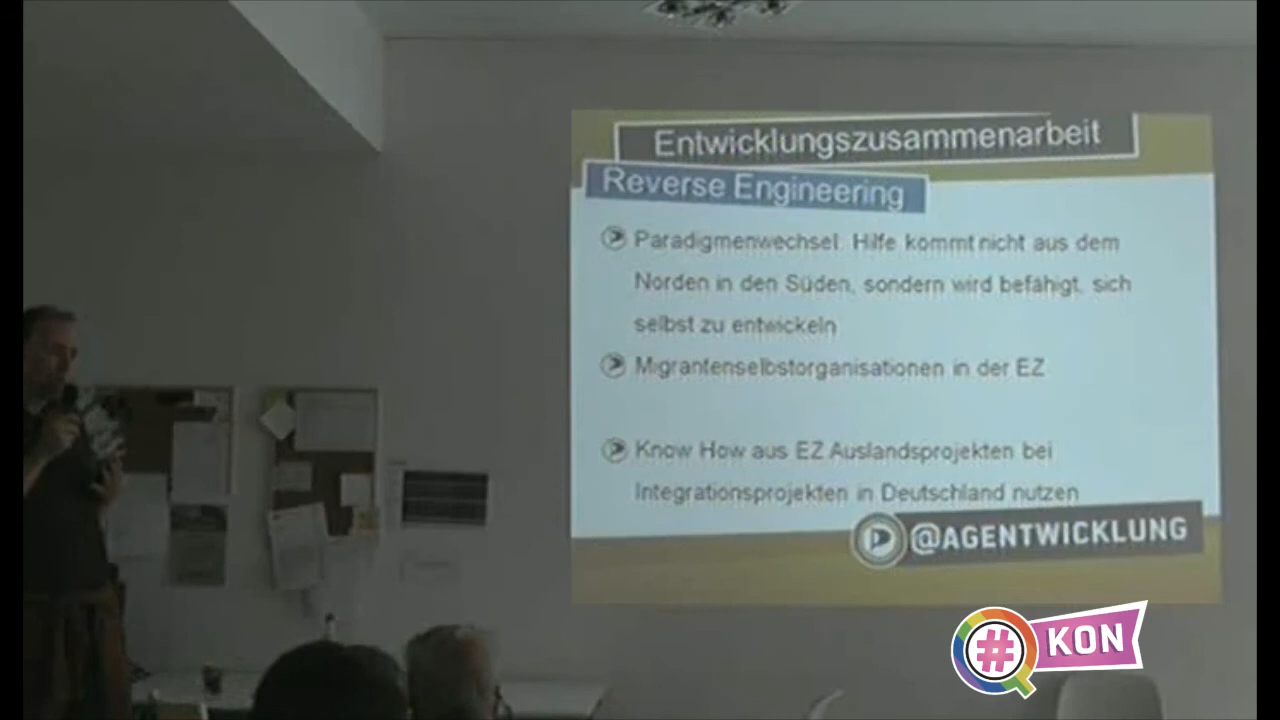 Entwicklungszusammenarbeit
Reverse Engineering
Paradigmenwechsel: Hilfe kommt nicht aus dem
Norden in den Süden, sondern wird befähigt, sich
selbst zu entwickeln
Migrantenselbstorganisationen in der EZ
Know How aus EZ Auslandsprojekten bei
Integrationsprojekten in Deutschland nutzen
@AGENTWICKLUNG
# KON